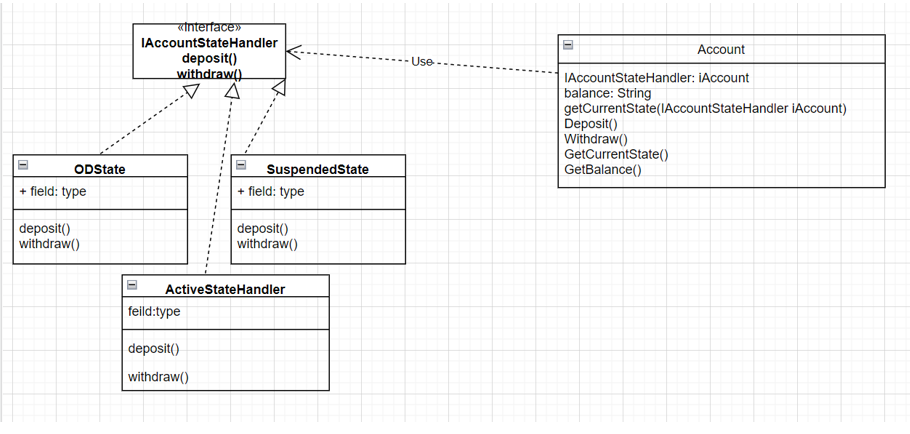 «Interface»
IAccountStateHandler
deposit()
withdraw()
Use
Account
IAccountStateHandler: iAccount
balance: String
getCurrentState(IAccountStateHandler iAccount)
Deposit()
Withdraw()
GetCurrentState()
GetBalance()
ODState
+ field: type
deposit()
withdraw()
SuspendedState
+ field: type
deposit()
withdraw()
ActiveStateHandler
feild:type
deposit()
withdraw()